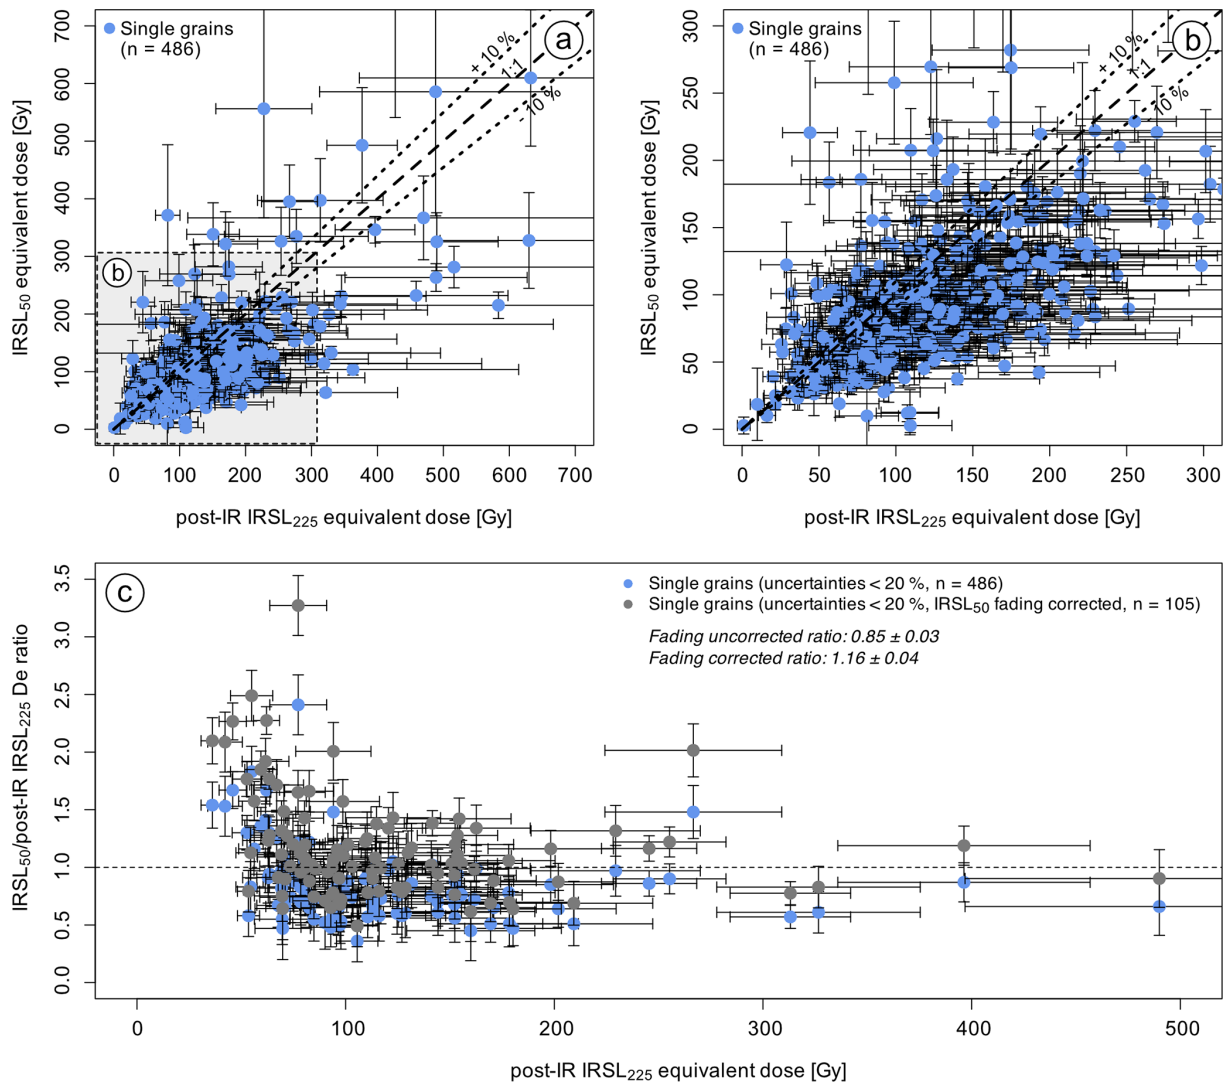 Single grains
(n = 486)
a
+ 10 %
1:1
- 10 %
b
700
600
500
400
300
200
100
0
IRSL50 equivalent dose [Gy]
0 100 200 300 400 500 600 700
post-IR IRSL225 equivalent dose [Gy]
Single grains
(n = 486)
b
+ 10 %
1:1
- 10 %
300
250
200
150
100
50
0
IRSL50 equivalent dose [Gy]
0 50 100 150 200 250 300
post-IR IRSL225 equivalent dose [Gy]
c
Single grains (uncertainties < 20 %, n = 486)
Single grains (uncertainties < 20 %, IRSL50 fading corrected, n = 105)
Fading uncorrected ratio: 0.85 ± 0.03
Fading corrected ratio: 1.16 ± 0.04
3.5
3.0
2.5
2.0
1.5
1.0
0.5
0.0
IRSL50/post-IR IRSL225 De ratio
0 100 200 300 400 500
post-IR IRSL225 equivalent dose [Gy]